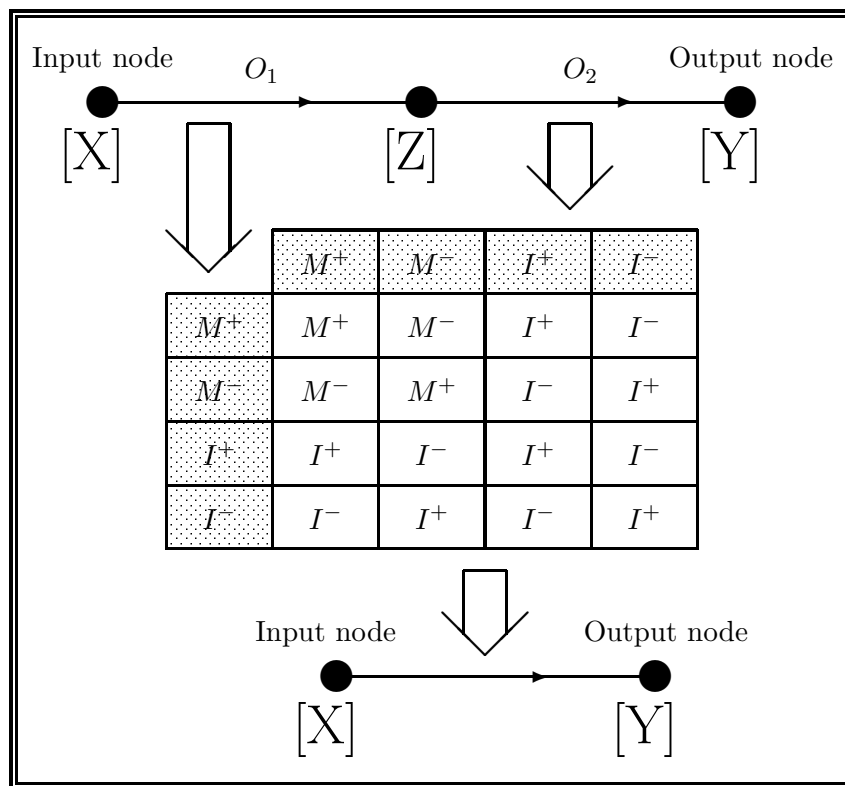 Input node O₁ O₂ Output node
[X] [Z] [Y]
M⁺ M⁻ I⁺ I⁻
M⁺ M⁺ M⁻ I⁺ I⁻
M⁻ M⁻ M⁺ I⁻ I⁺
I⁺ I⁺ I⁻ I⁺ I⁻
I⁻ I⁻ I⁺ I⁻ I⁺
Input node Output node
[X] [Y]